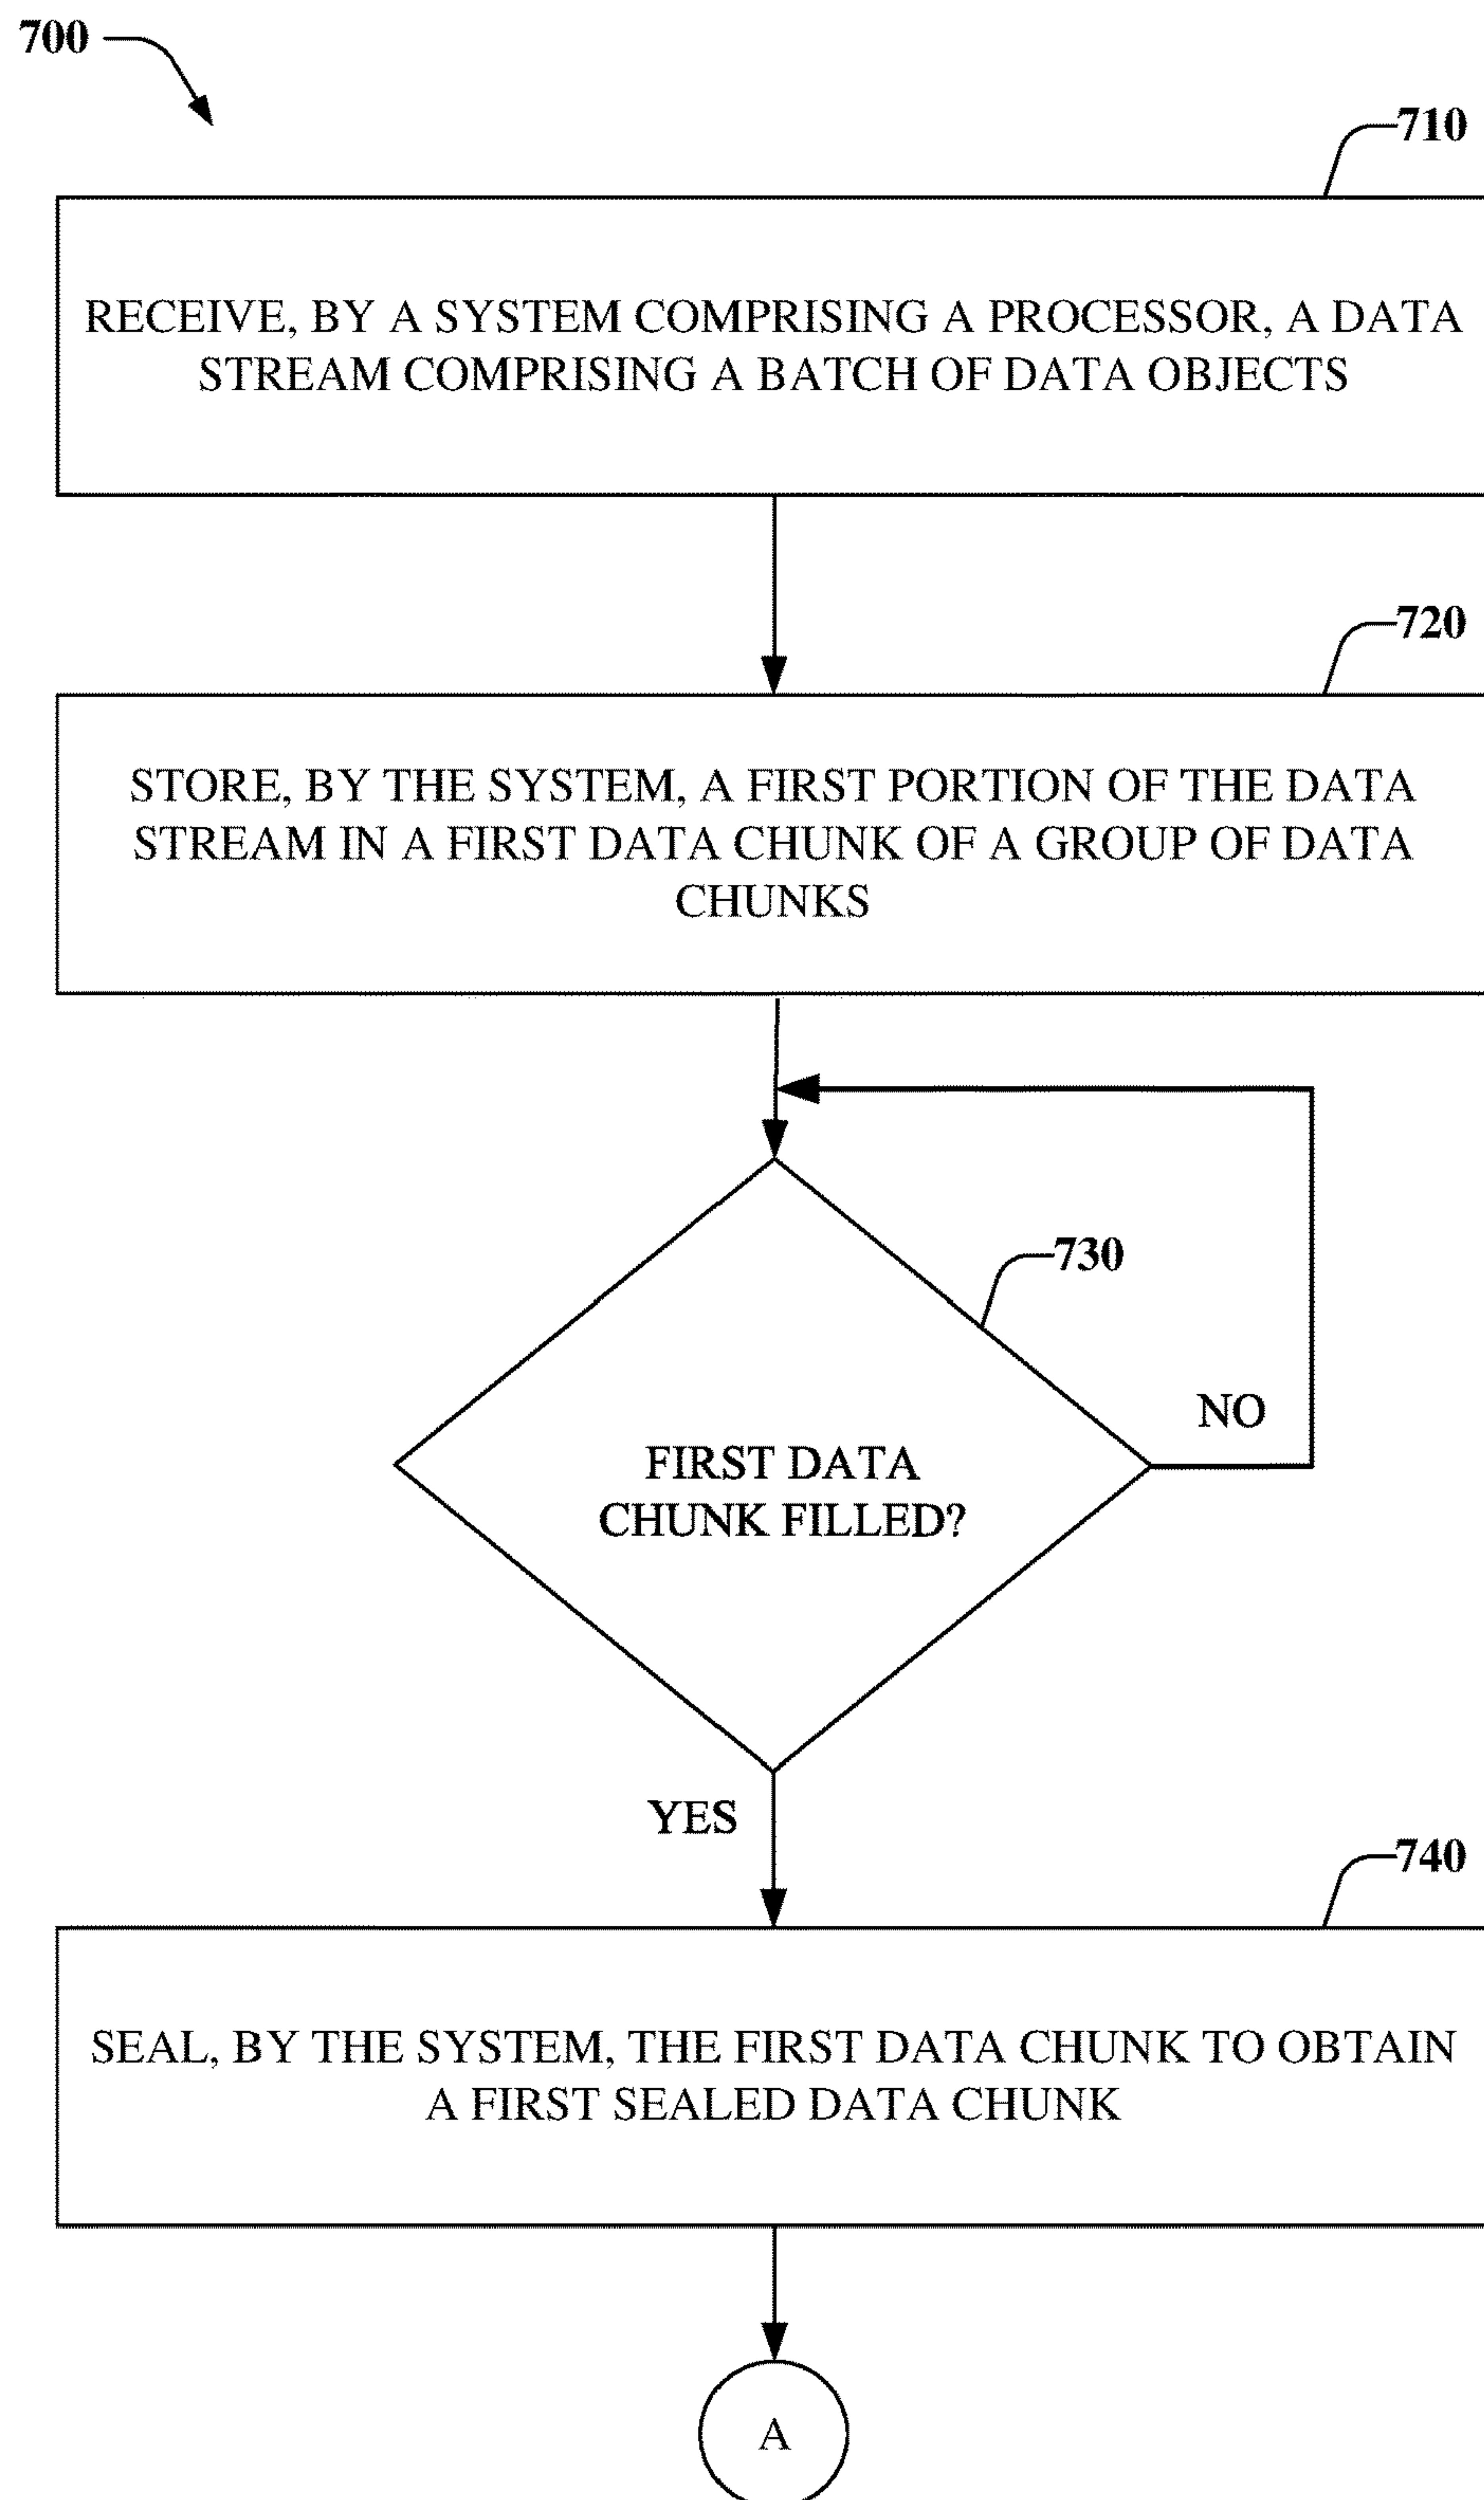 700
710
RECEIVE, BY A SYSTEM COMPRISING A PROCESSOR, A DATA
STREAM COMPRISING A BATCH OF DATA OBJECTS
720
STORE, BY THE SYSTEM, A FIRST PORTION OF THE DATA
STREAM IN A FIRST DATA CHUNK OF A GROUP OF DATA
CHUNKS
730
NO
FIRST DATA
CHUNK FILLED?
YES
740
SEAL, BY THE SYSTEM, THE FIRST DATA CHUNK TO OBTAIN
A FIRST SEALED DATA CHUNK
A